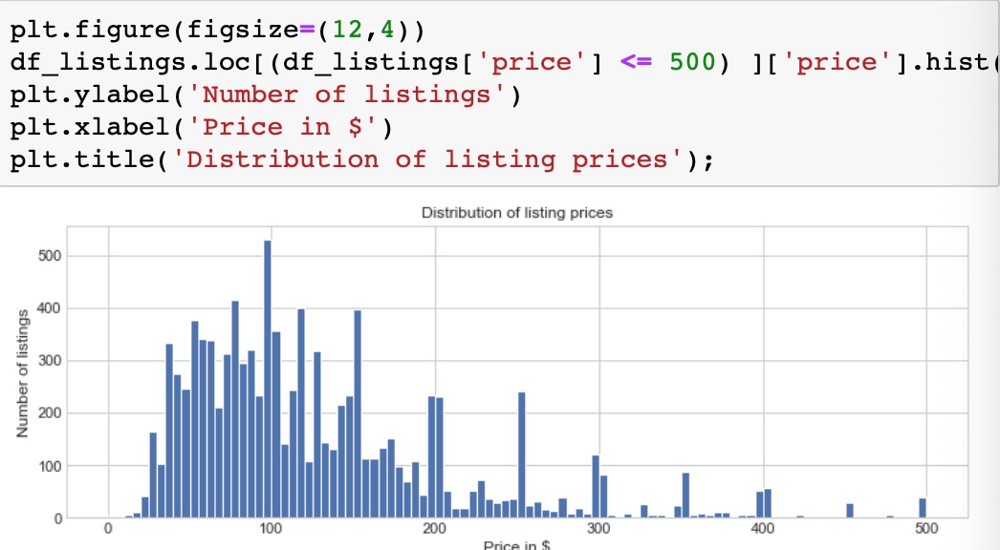 plt.figure(figsize=(12,4))
df_listings.loc[(df_listings['price'] <= 500) ]['price'].hist(
plt.ylabel('Number of listings')
plt.xlabel('Price in $')
plt.title('Distribution of listing prices');
Distribution of listing prices
Number of listings
500
400
300
200
100
0
0 100 200 300 400 500
Price in $